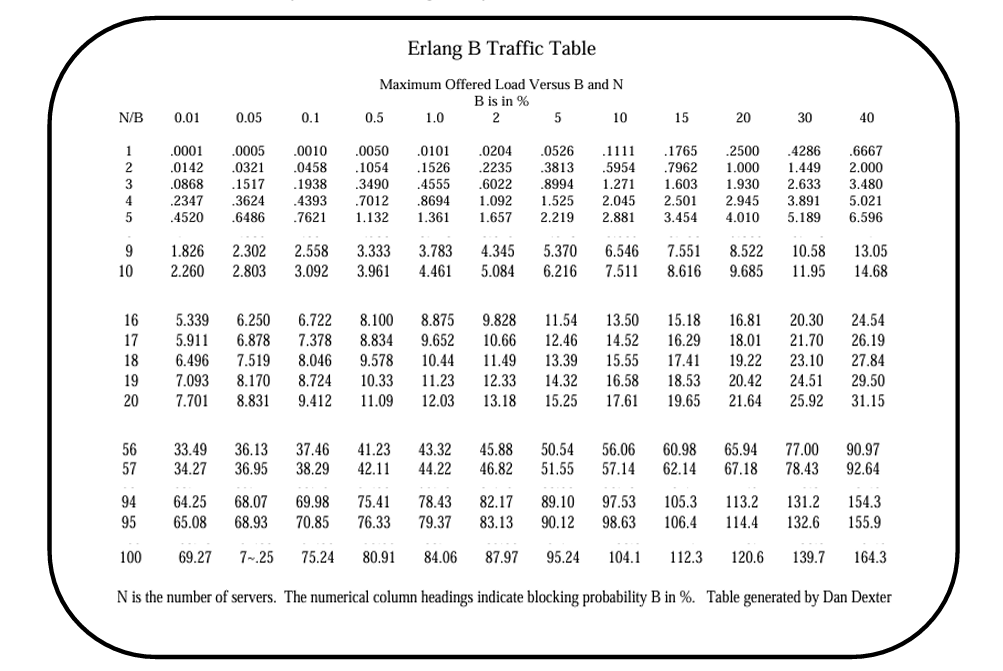 Erlang B Traffic Table
Maximum Offered Load Versus B and N
B is in %
N/B 0.01 0.05 0.1 0.5 1.0 2 5 10 15 20 30 40
1 .0001 .0005 .0010 .0050 .0101 .0204 .0526 .1111 .1765 .2500 .4286 .6667
2 .0142 .0321 .0458 .1054 .1526 .2235 .3813 .5954 .7962 1.000 1.449 2.000
3 .0868 .1517 .1938 .3490 .4555 .6022 .8994 1.271 1.603 1.930 2.633 3.480
4 .2347 .3624 .4393 .7012 .8694 1.092 1.525 2.045 2.501 2.945 3.891 5.021
5 .4520 .6486 .7621 1.132 1.361 1.657 2.219 2.881 3.454 4.010 5.189 6.596
9 1.826 2.302 2.558 3.333 3.783 4.345 5.370 6.546 7.551 8.522 10.58 13.05
10 2.260 2.803 3.092 3.961 4.461 5.084 6.216 7.511 8.616 9.685 11.95 14.68
16 5.339 6.250 6.722 8.100 8.875 9.828 11.54 13.50 15.18 16.81 20.30 24.54
17 5.911 6.878 7.378 8.834 9.652 10.66 12.46 14.52 16.29 18.01 21.70 26.19
18 6.496 7.519 8.046 9.578 10.44 11.49 13.39 15.55 17.41 19.22 23.10 27.84
19 7.093 8.170 8.724 10.33 11.23 12.33 14.32 16.58 18.53 20.42 24.51 29.50
20 7.701 8.831 9.412 11.09 12.03 13.18 15.25 17.61 19.65 21.64 25.92 31.15
56 33.49 36.13 37.46 41.23 43.32 45.88 50.54 56.06 60.98 65.94 77.00 90.97
57 34.27 36.95 38.29 42.11 44.22 46.82 51.55 57.14 62.14 67.18 78.43 92.64
94 64.25 68.07 69.98 75.41 78.43 82.17 89.10 97.53 105.3 113.2 131.2 154.3
95 65.08 68.93 70.85 76.33 79.37 83.13 90.12 98.63 106.4 114.4 132.6 155.9
100 69.27 7~.25 75.24 80.91 84.06 87.97 95.24 104.1 112.3 120.6 139.7 164.3
N is the number of servers. The numerical column headings indicate blocking probability B in %. Table generated by Dan Dexter